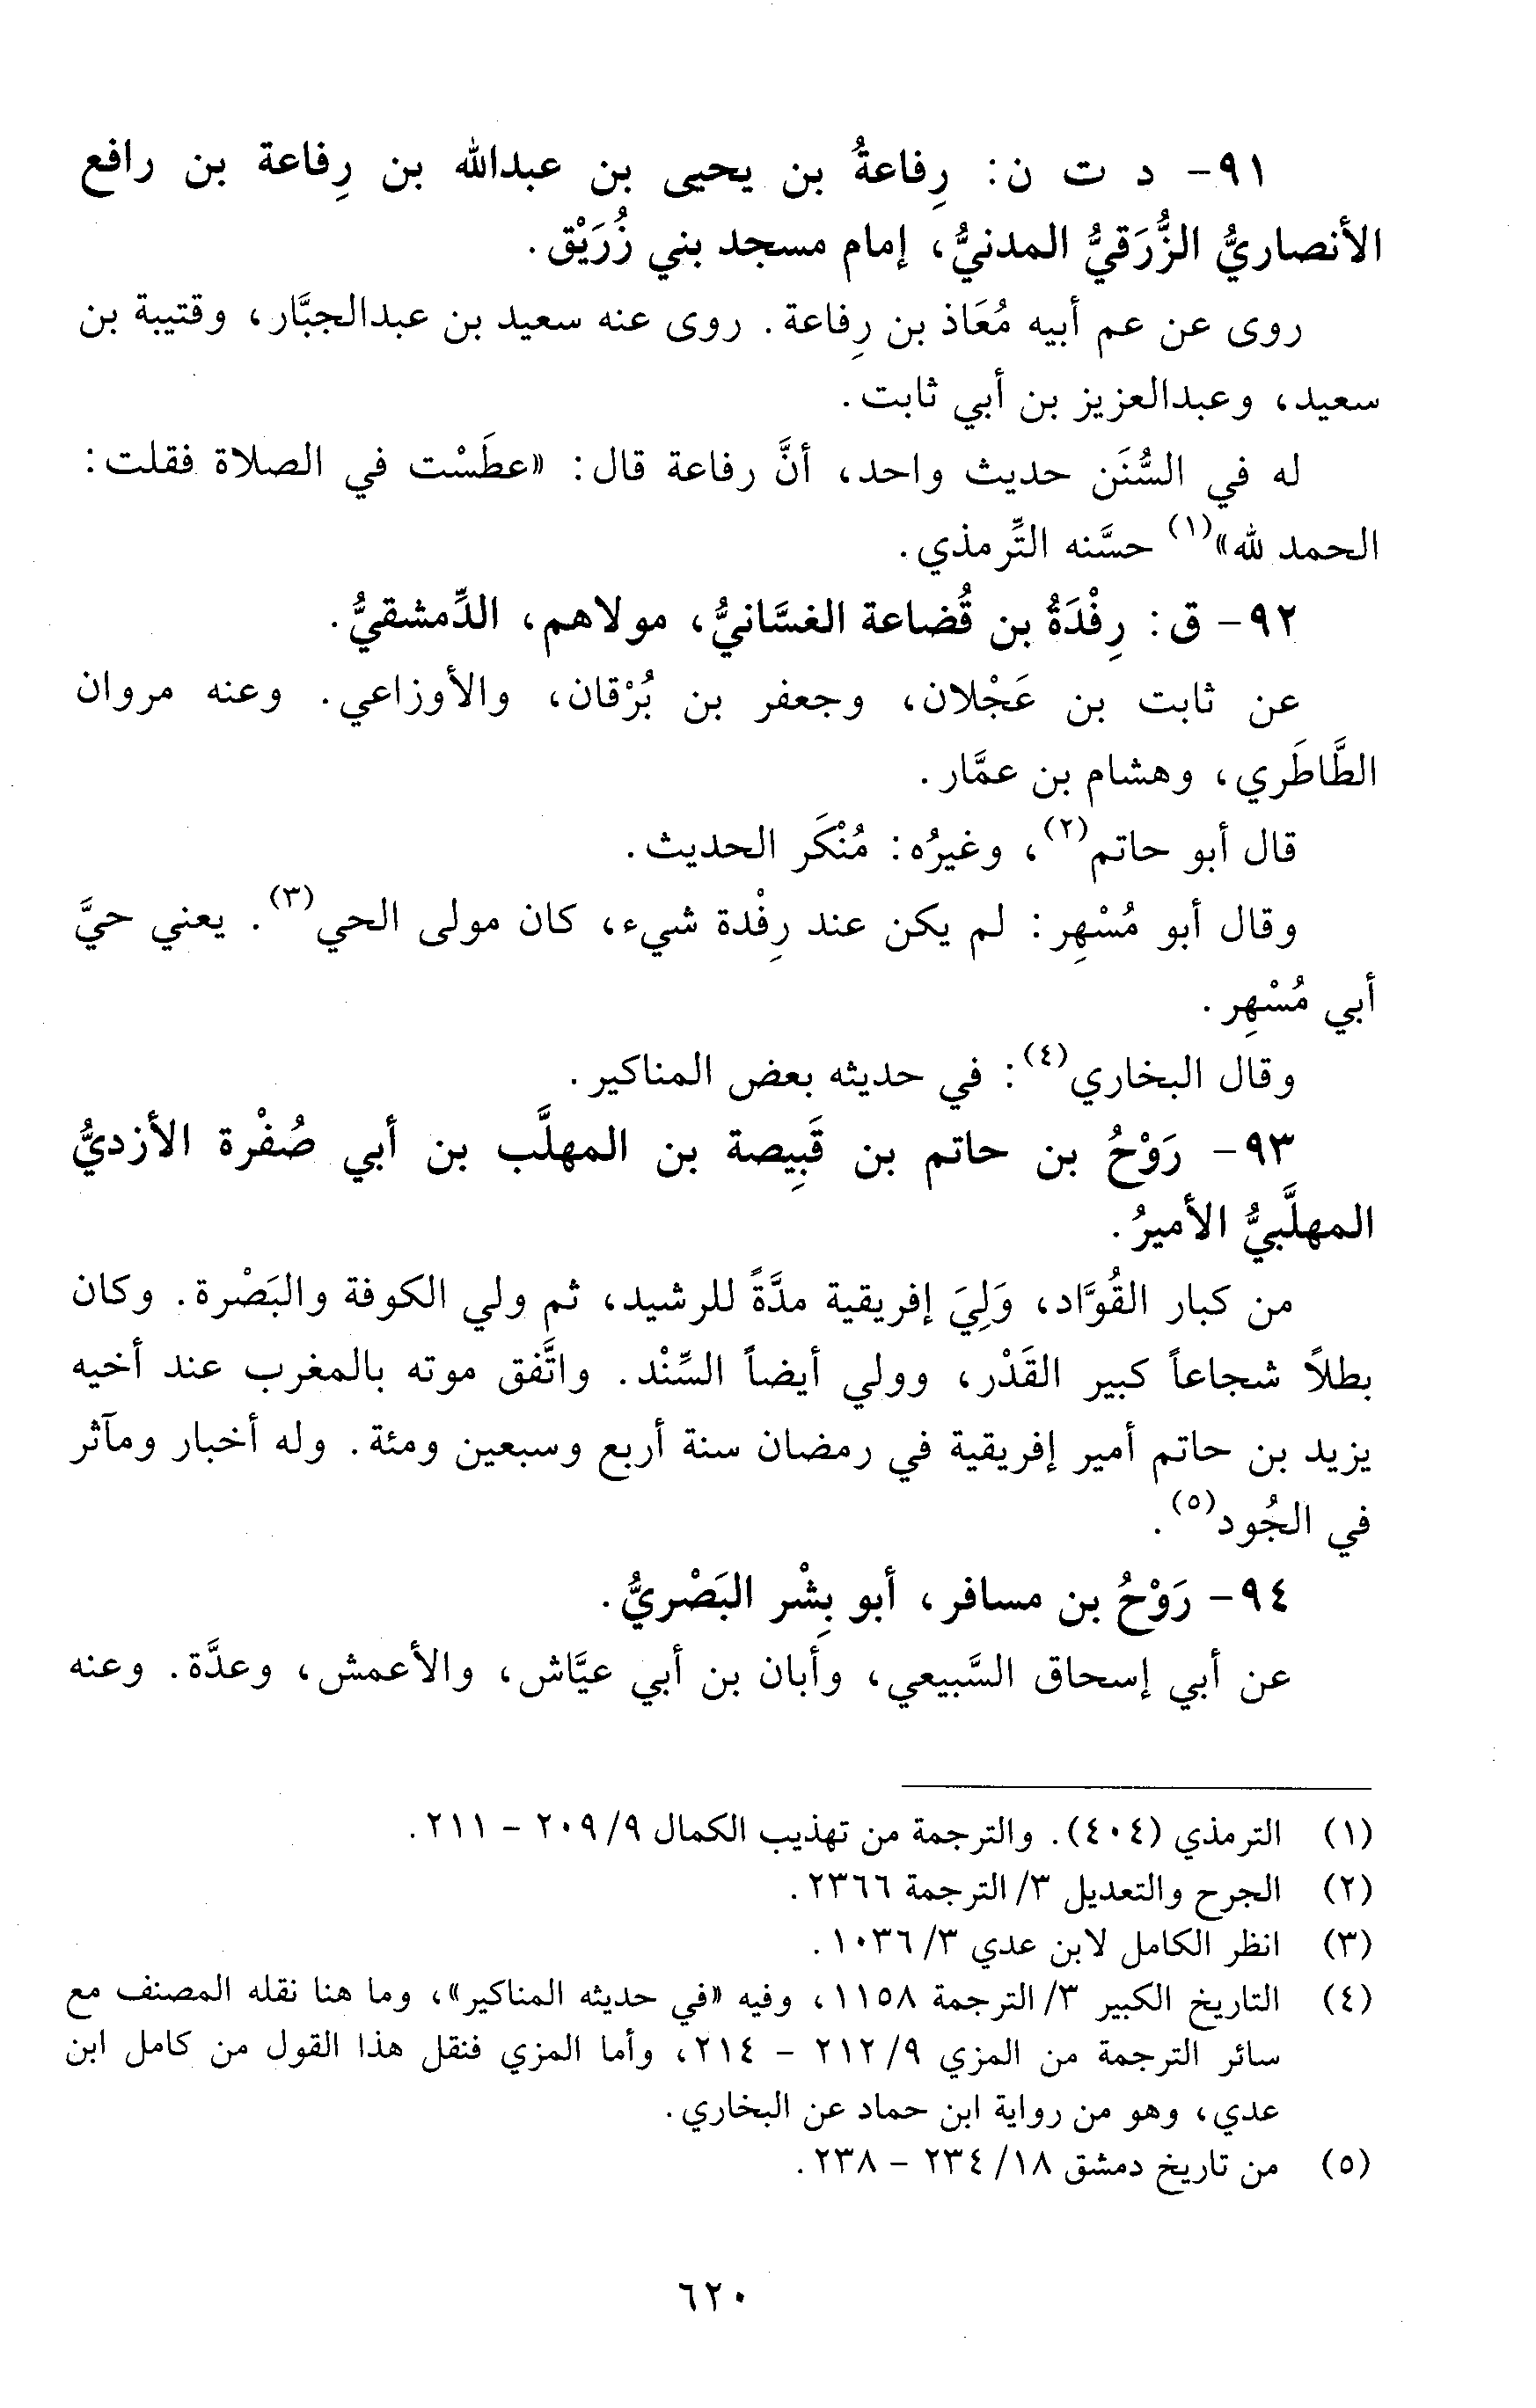 ٩١- د ت ن: رِفاعةُ بن يحيى بن عبدالله بن رِفاعة بن رافع
الأنصاريُّ الزُّرَقيُّ المدنيُّ، إمام مسجد بني زُرَيْق.
روى عن عم أبيه مُعَاذ بن رِفاعة. روى عنه سعيد بن عبدالجبَّار، وقتيبة بن
سعيد، وعبدالعزيز بن أبي ثابت.
له في السُّنَن حديث واحد، أنَّ رفاعة قال: «عطَسْت في الصلاة فقلت:
الحمد لله»(١) حسَّنه التِّرمذي.
٩٢- ق: رِفْدَةُ بن قُضاعة الغسَّانيُّ، مولاهم، الدِّمشقيُّ.
عن ثابت بن عَجْلان، وجعفر بن بُرْقان، والأوزاعي. وعنه مروان
الطَّاطَري، وهشام بن عمَّار.
قال أبو حاتم(٢)، وغيرُه: مُنْكَر الحديث.
وقال أبو مُسْهِر: لم يكن عند رِفْدة شيء، كان مولى الحي(٣). يعني حيَّ
أبي مُسْهِر.
وقال البخاري(٤): في حديثه بعض المناكير.
٩٣- رَوْحُ بن حاتم بن قَبِيصة بن المهلَّب بن أبي صُفْرة الأزديُّ
المهلَّبيُّ الأميرُ.
من كبار القُوَّاد، وَلِيَ إفريقية مدَّةً للرشيد، ثم ولي الكوفة والبَصْرة. وكان
بطلاً شجاعاً كبير القَدْر، وولي أيضاً السِّنْد. واتَّفق موته بالمغرب عند أخيه
يزيد بن حاتم أمير إفريقية في رمضان سنة أربع وسبعين ومئة. وله أخبار ومآثر
في الجُود(٥).
٩٤- رَوْحُ بن مسافر، أبو بِشْر البَصْريُّ.
عن أبي إسحاق السَّبيعي، وأبان بن أبي عيَّاش، والأعمش، وعدَّة. وعنه
(١) الترمذي (٤٠٤). والترجمة من تهذيب الكمال ٩/ ٢٠٩ - ٢١١.
(٢) الجرح والتعديل ٣/ الترجمة ٢٣٦٦.
(٣) انظر الكامل لابن عدي ٣/ ١٠٣٦.
(٤) التاريخ الكبير ٣/ الترجمة ١١٥٨، وفيه «في حديثه المناكير»، وما هنا نقله المصنف مع
سائر الترجمة من المزي ٩/ ٢١٢ - ٢١٤، وأما المزي فنقل هذا القول من كامل ابن
عدي، وهو من رواية ابن حماد عن البخاري.
(٥) من تاريخ دمشق ١٨/ ٢٣٤ - ٢٣٨.
٦٢٠